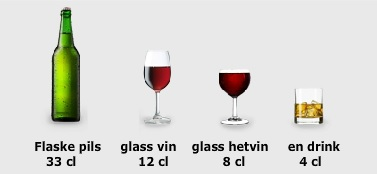 Flaske pils glass vin glass hetvin en drink
33 cl 12 cl 8 cl 4 cl